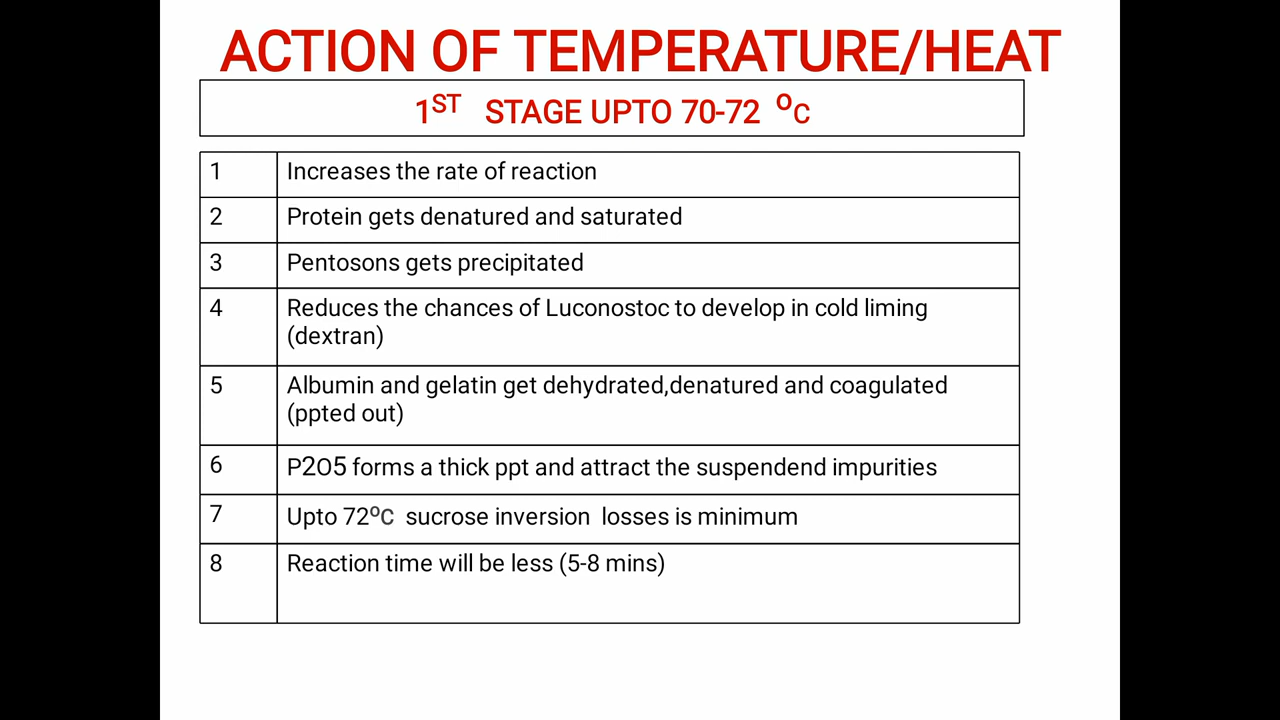 ACTION OF TEMPERATURE/HEAT
1ST STAGE UPTO 70-72 ºC
1 Increases the rate of reaction
2 Protein gets denatured and saturated
3 Pentosons gets precipitated
4 Reduces the chances of Luconostoc to develop in cold liming
(dextran)
5 Albumin and gelatin get dehydrated,denatured and coagulated
(ppted out)
6 P2O5 forms a thick ppt and attract the suspendend impurities
7 Upto 72ºC sucrose inversion losses is minimum
8 Reaction time will be less (5-8 mins)